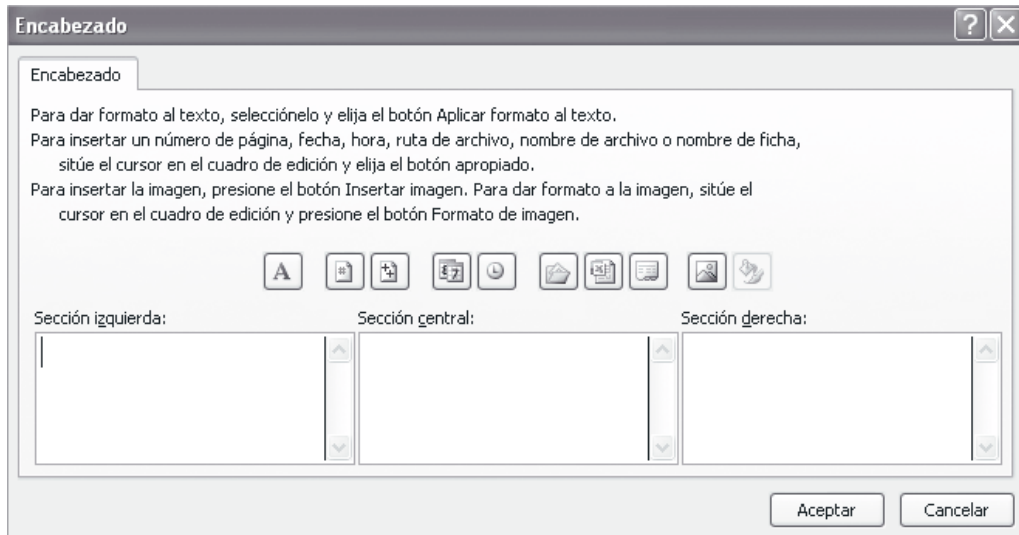 Encabezado
Encabezado
Para dar formato al texto, selecciónelo y elija el botón Aplicar formato al texto.
Para insertar un número de página, fecha, hora, ruta de archivo, nombre de archivo o nombre de ficha,
sitúe el cursor en el cuadro de edición y elija el botón apropiado.
Para insertar la imagen, presione el botón Insertar imagen. Para dar formato a la imagen, sitúe el
cursor en el cuadro de edición y presione el botón Formato de imagen.
A
Sección izquierda: Sección central: Sección derecha:
Aceptar Cancelar